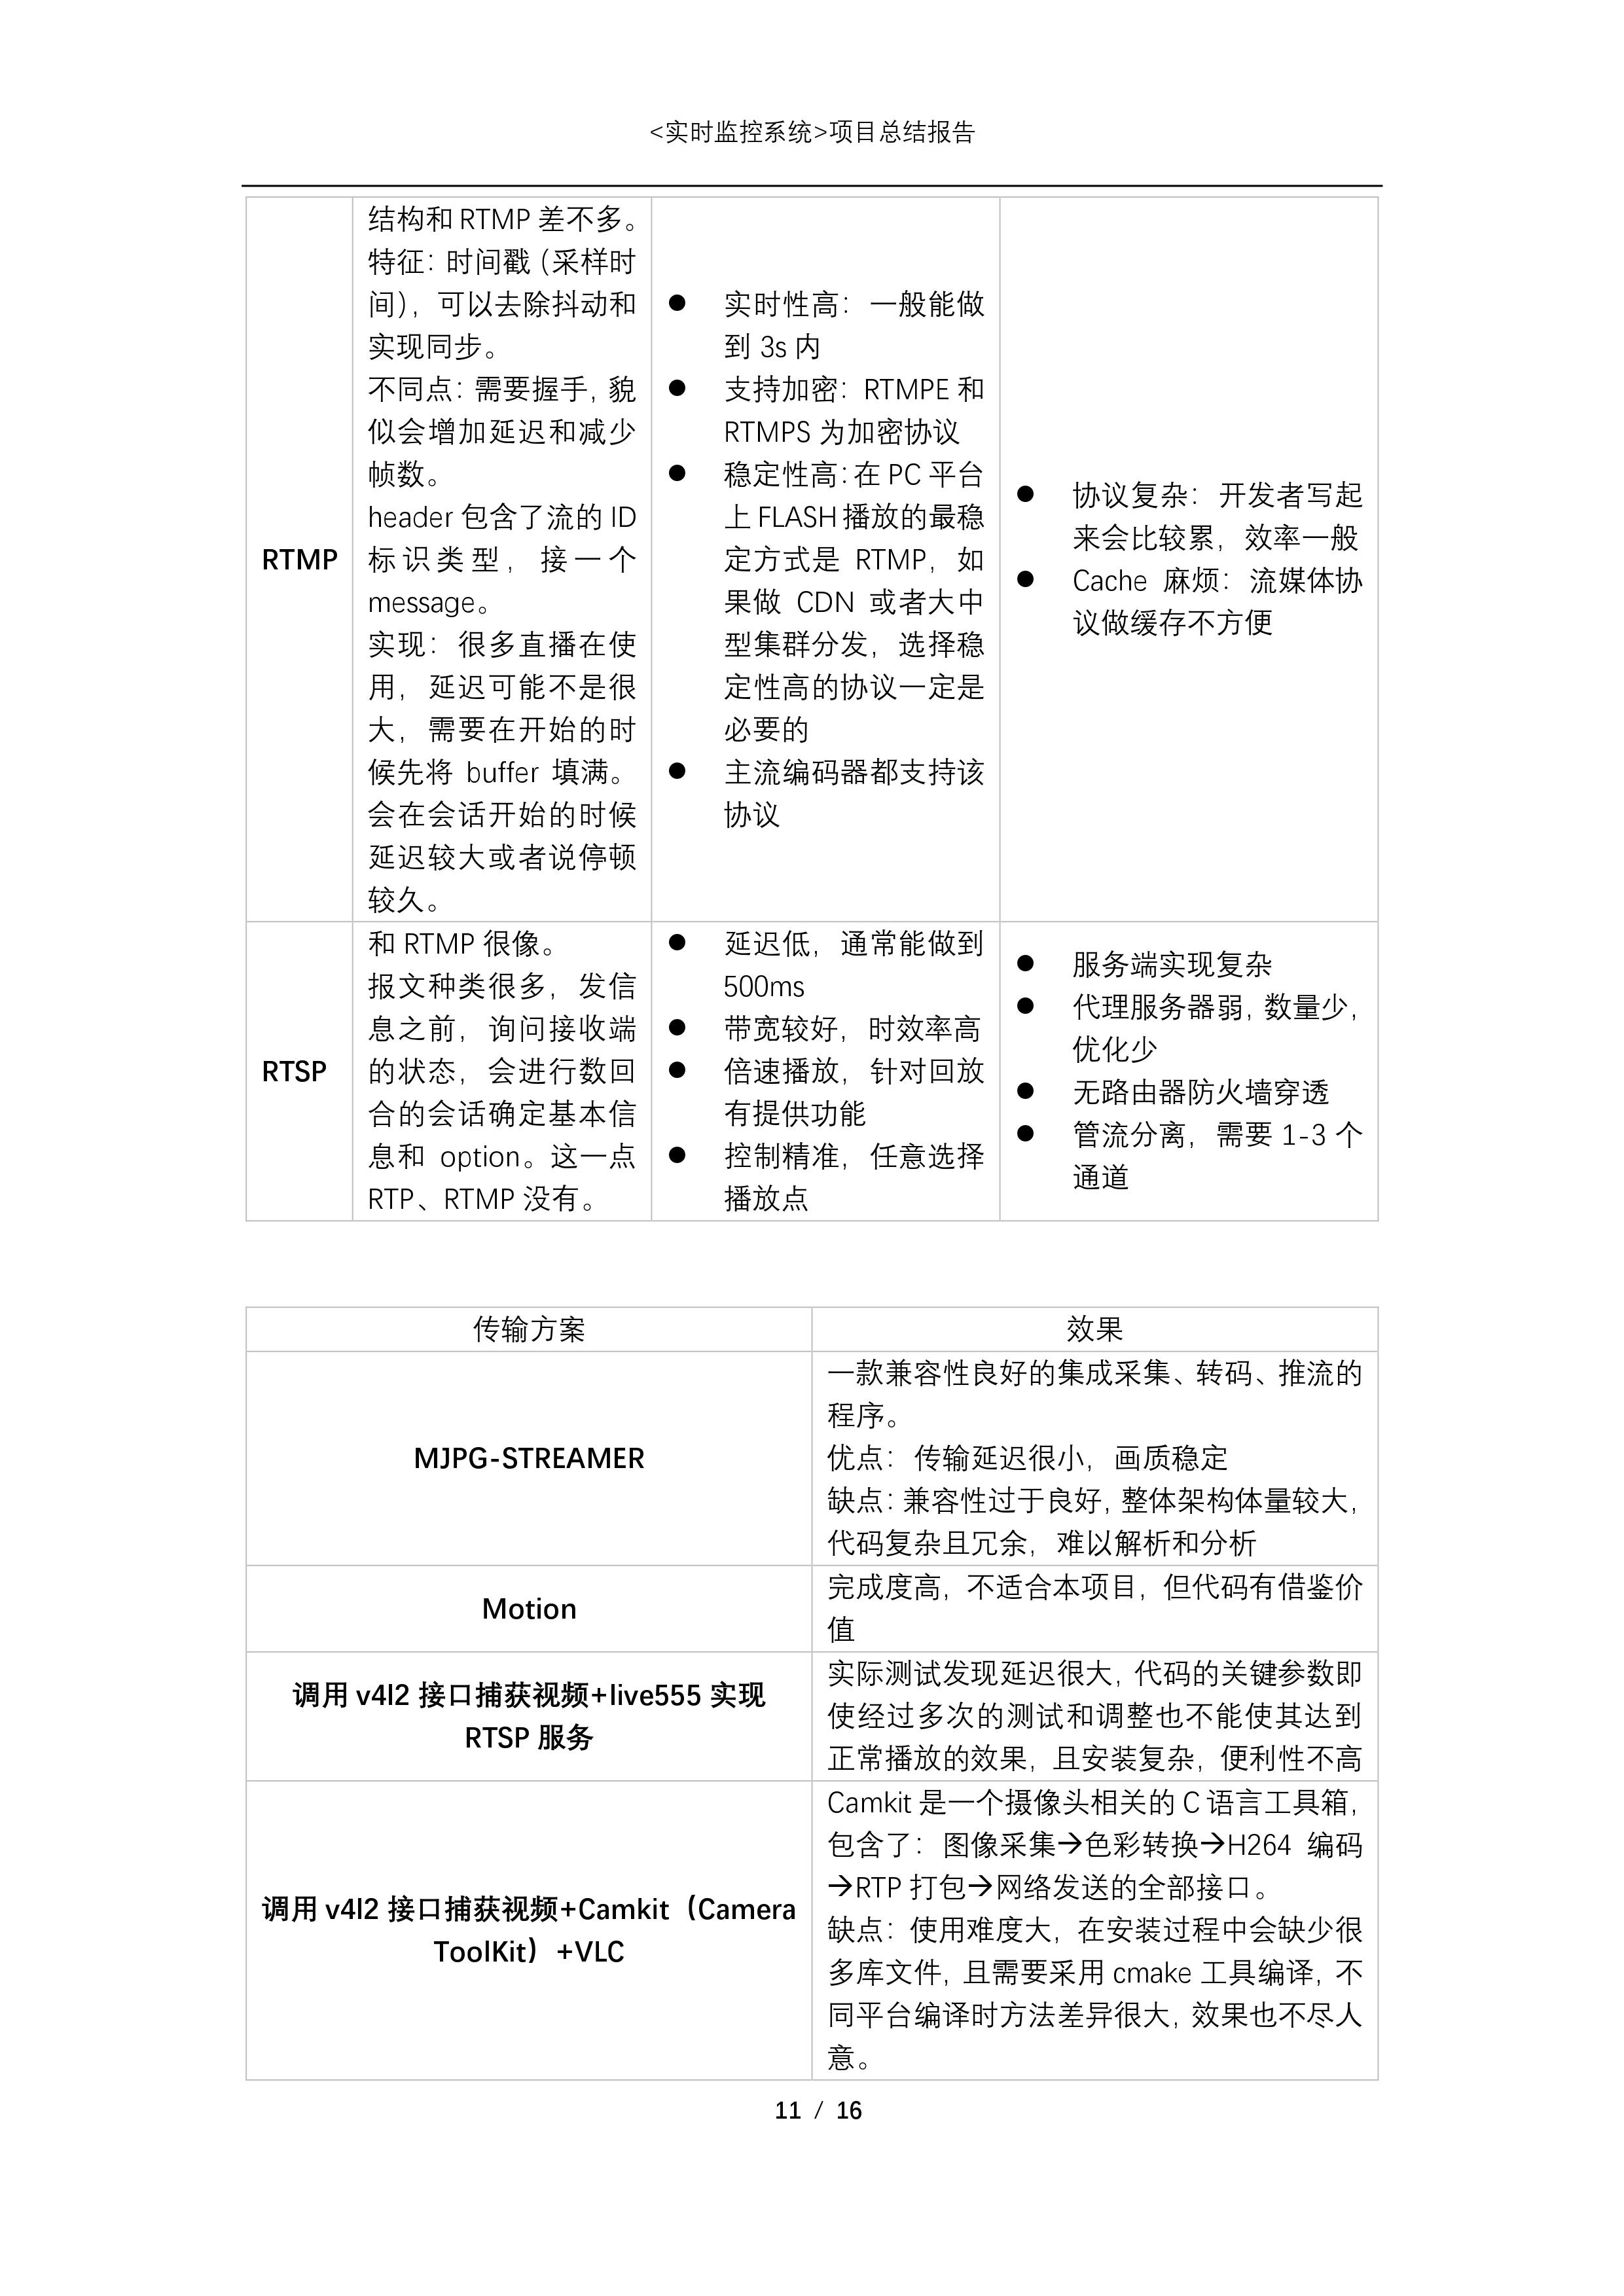 <实时监控系统>项目总结报告
RTMP
结构和 RTMP 差不多。
特征：时间戳（采样时
间），可以去除抖动和
实现同步。
不同点：需要握手，貌
似会增加延迟和减少
帧数。
header 包含了流的 ID
标识类型，接一个
message。
实现：很多直播在使
用，延迟可能不是很
大，需要在开始的时
候先将 buffer 填满。
会在会话开始的时候
延迟较大或者说停顿
较久。
● 实时性高：一般能做
到 3s 内
● 支持加密：RTMPE 和
RTMPS 为加密协议
● 稳定性高：在 PC 平台
上 FLASH 播放的最稳
定方式是 RTMP，如
果做 CDN 或者大中
型集群分发，选择稳
定性高的协议一定是
必要的
● 主流编码器都支持该
协议
● 协议复杂：开发者写起
来会比较累，效率一般
● Cache 麻烦：流媒体协
议做缓存不方便
RTSP
和 RTMP 很像。
报文种类很多，发信
息之前，询问接收端
的状态，会进行数回
合的会话确定基本信
息和 option。这一点
RTP、RTMP 没有。
● 延迟低，通常能做到
500ms
● 带宽较好，时效率高
● 倍速播放，针对回放
有提供功能
● 控制精准，任意选择
播放点
● 服务端实现复杂
● 代理服务器弱，数量少，
优化少
● 无路由器防火墙穿透
● 管流分离，需要 1-3 个
通道
传输方案
效果
MJPG-STREAMER
一款兼容性良好的集成采集、转码、推流的
程序。
优点：传输延迟很小，画质稳定
缺点：兼容性过于良好，整体架构体量较大，
代码复杂且冗余，难以解析和分析
Motion
完成度高，不适合本项目，但代码有借鉴价
值
调用 v4l2 接口捕获视频+live555 实现
RTSP 服务
实际测试发现延迟很大，代码的关键参数即
使经过多次的测试和调整也不能使其达到
正常播放的效果，且安装复杂，便利性不高
调用 v4l2 接口捕获视频+Camkit（Camera
ToolKit）+VLC
Camkit 是一个摄像头相关的 C 语言工具箱，
包含了：图像采集→色彩转换→H264 编码
→RTP 打包→网络发送的全部接口。
缺点：使用难度大，在安装过程中会缺少很
多库文件，且需要采用 cmake 工具编译，不
同平台编译时方法差异很大，效果也不尽人
意。
11 / 16